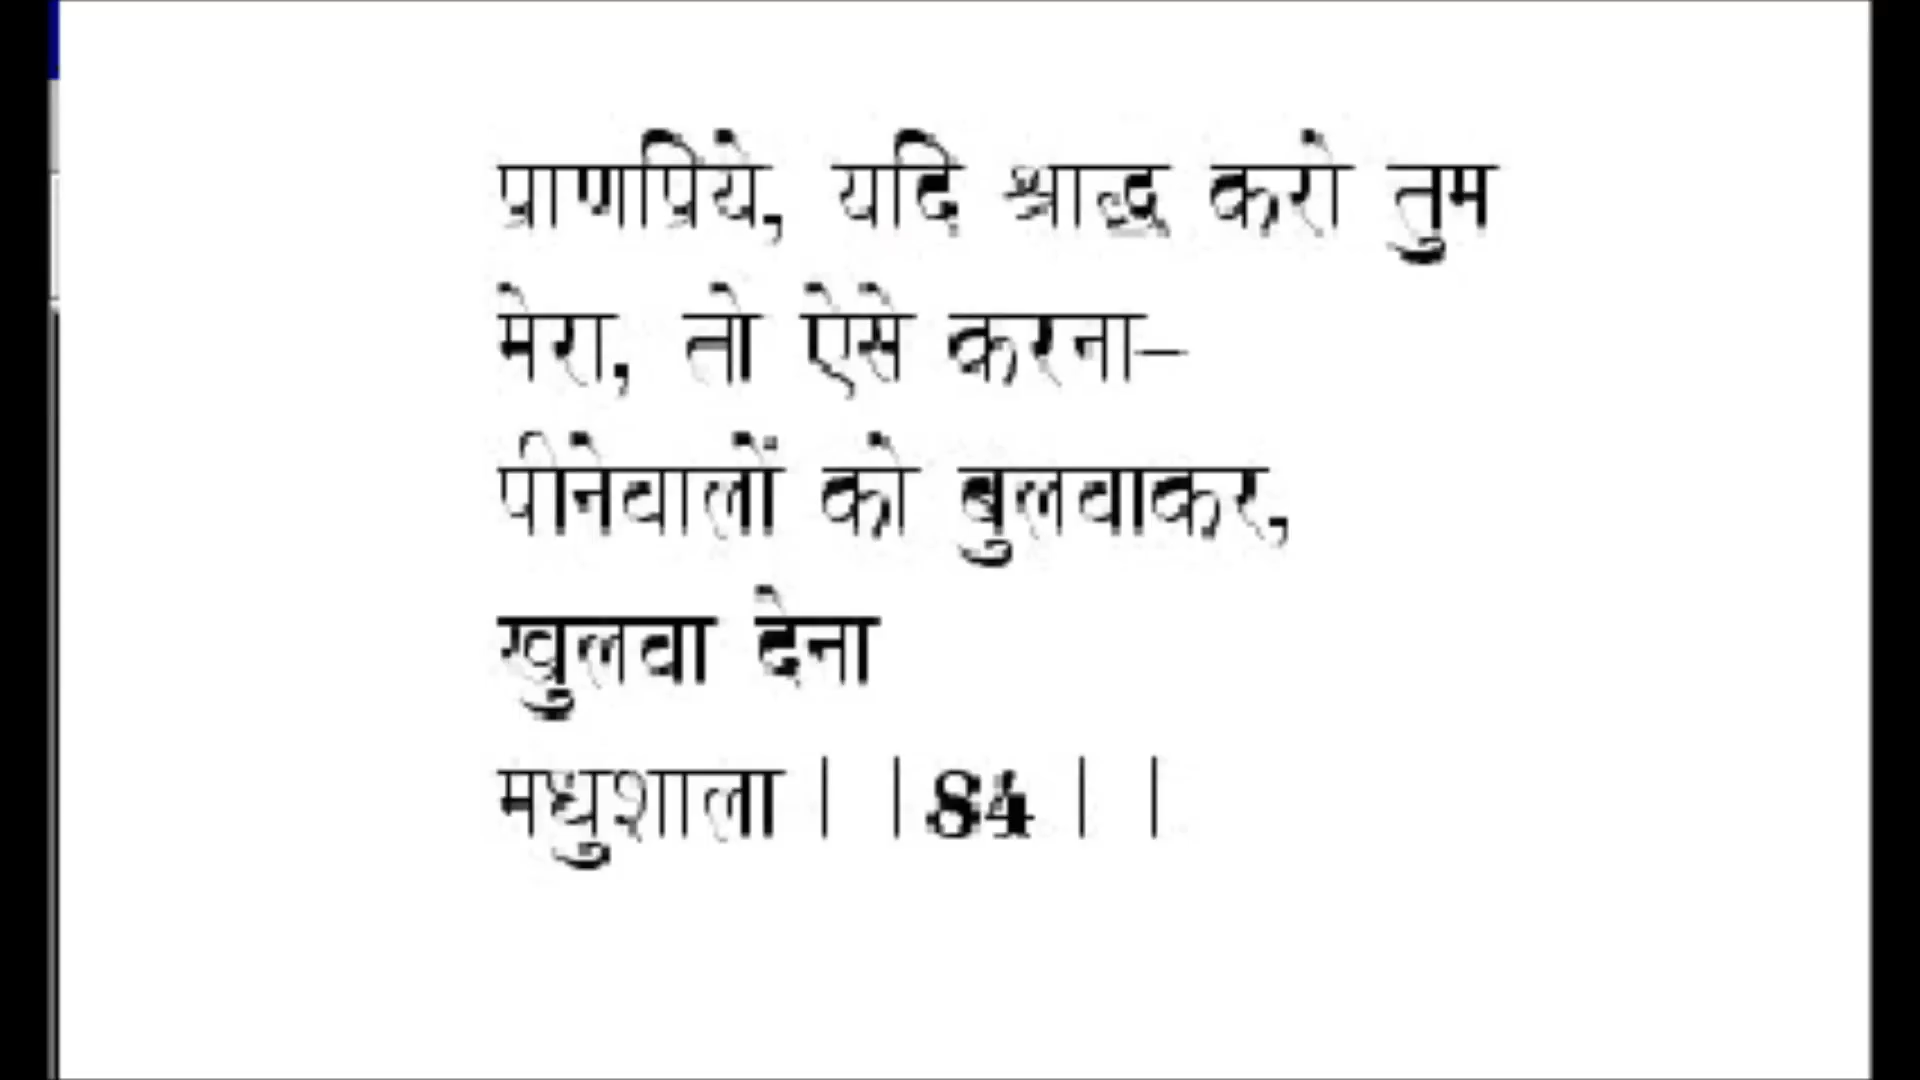 प्राणप्रिये, यदि श्राद्ध करो तुम
मेरा, तो ऐसे करना–
पीनेवालों को बुलवाकर,
खुलवा देना
मधुशाला।।84।।